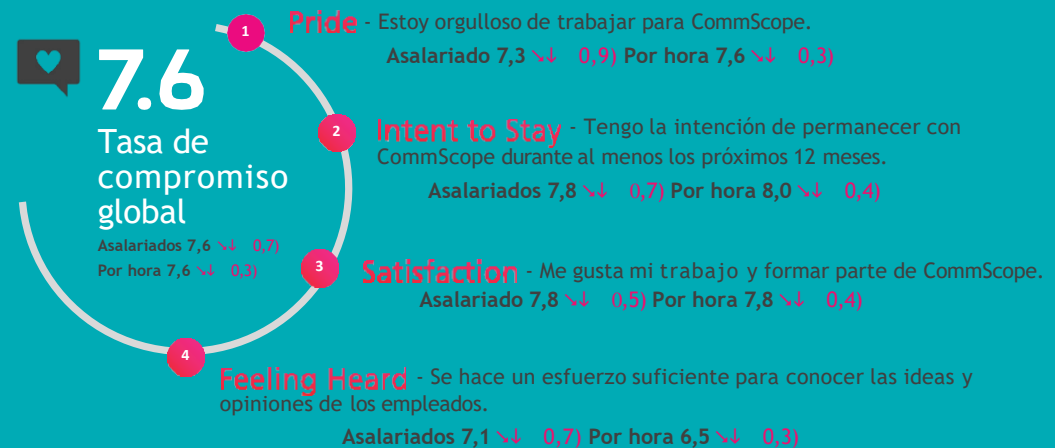 1
Pride - Estoy orgulloso de trabajar para CommScope.
Asalariado 7,3 ↘↓ 0,9) Por hora 7,6 ↘↓ 0,3)
7.6
Tasa de
compromiso
global
Asalariados 7,6 ↘↓ 0,7)
Por hora 7,6 ↘↓ 0,3)
2
Intent to Stay - Tengo la intención de permanecer con
CommScope durante al menos los próximos 12 meses.
Asalariados 7,8 ↘↓ 0,7) Por hora 8,0 ↘↓ 0,4)
3
Satisfaction - Me gusta mi trabajo y formar parte de CommScope.
Asalariado 7,8 ↘↓ 0,5) Por hora 7,8 ↘↓ 0,4)
4
Feeling Heard - Se hace un esfuerzo suficiente para conocer las ideas y
opiniones de los empleados.
Asalariados 7,1 ↘↓ 0,7) Por hora 6,5 ↘↓ 0,3)